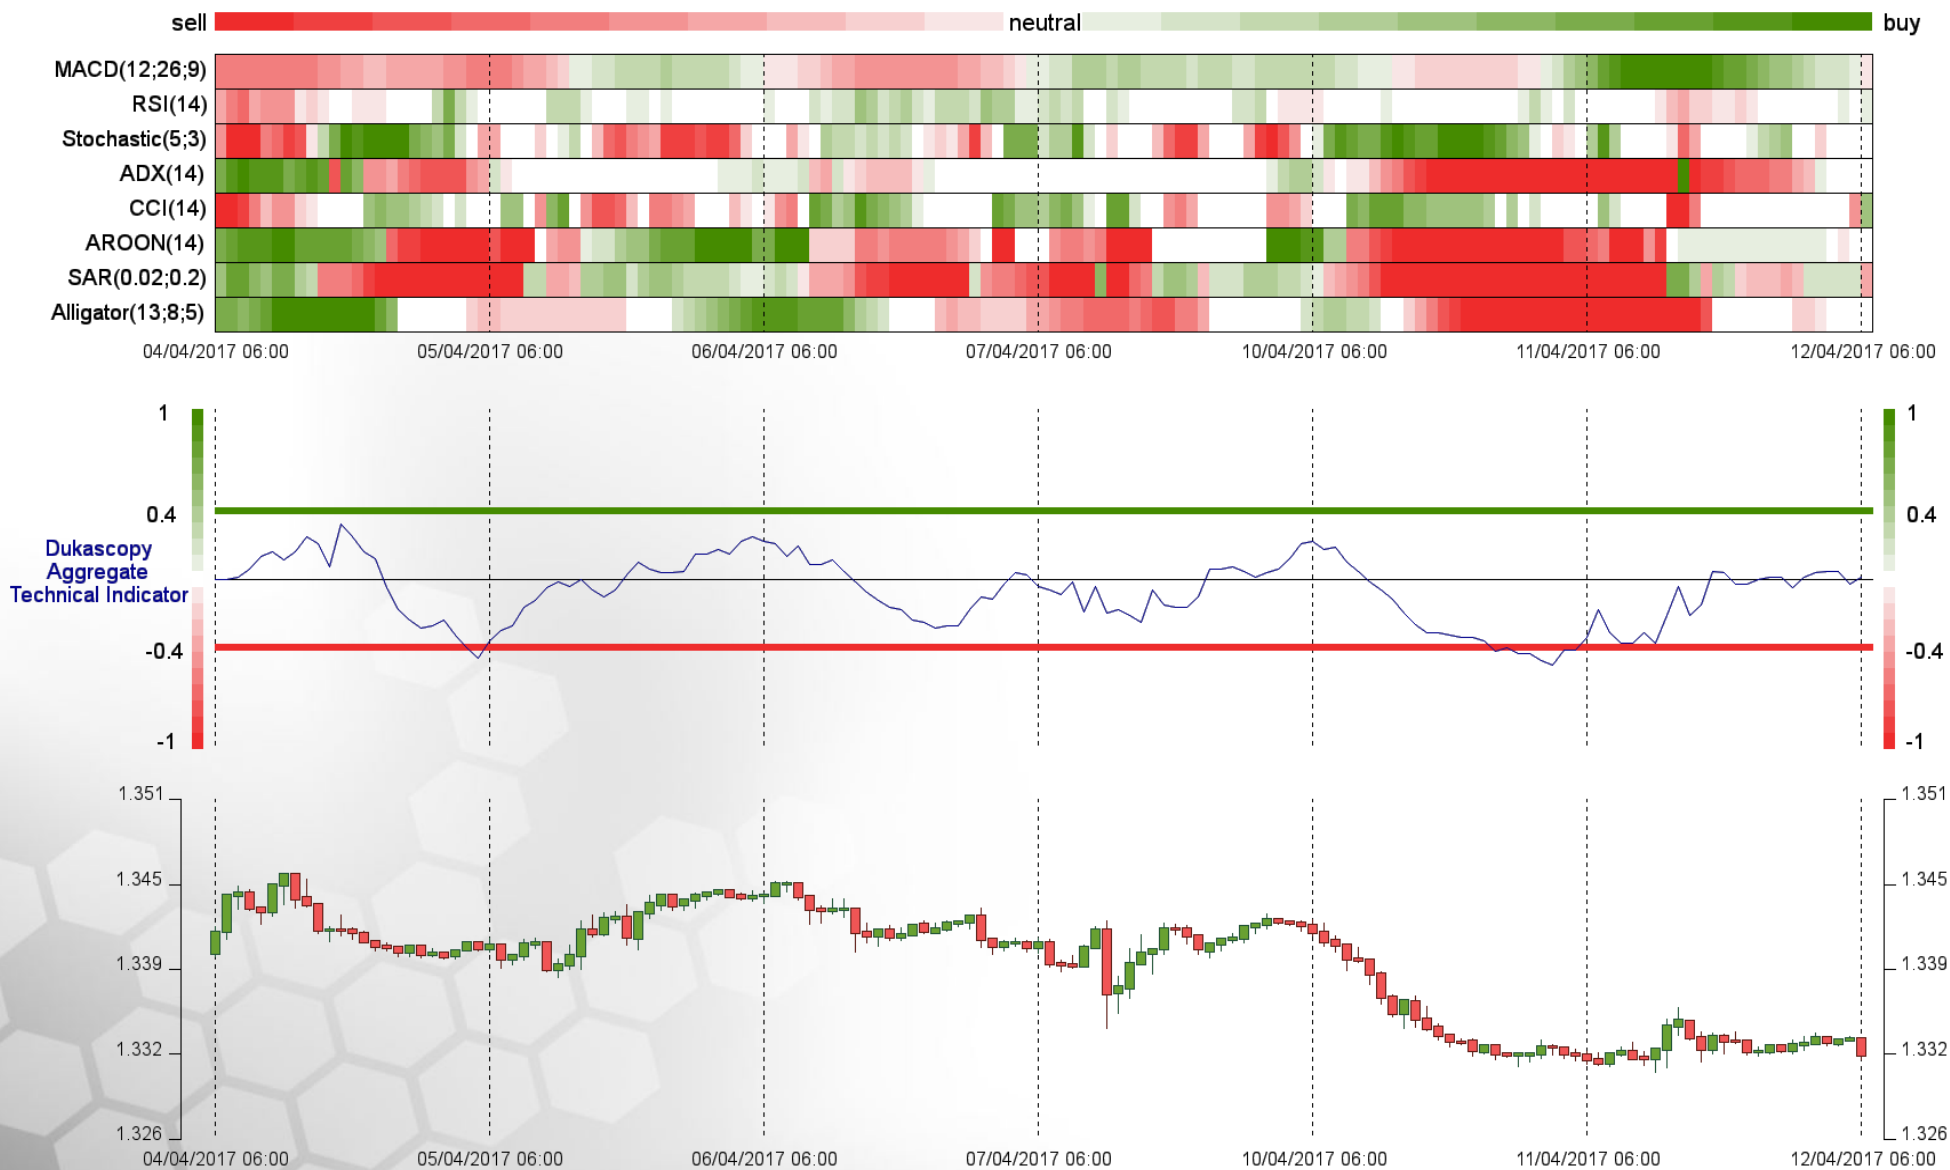 sell neutral buy
MACD(12;26;9)
RSI(14)
Stochastic(5;3)
ADX(14)
CCI(14)
AROON(14)
SAR(0.02;0.2)
Alligator(13;8;5)
04/04/2017 06:00 05/04/2017 06:00 06/04/2017 06:00 07/04/2017 06:00 10/04/2017 06:00 11/04/2017 06:00 12/04/2017 06:00
1 1
0.4 0.4
Dukascopy
Aggregate
Technical Indicator
-0.4 -0.4
-1 -1
1.351 1.351
1.345 1.345
1.339 1.339
1.332 1.332
1.326 1.326
04/04/2017 06:00 05/04/2017 06:00 06/04/2017 06:00 07/04/2017 06:00 10/04/2017 06:00 11/04/2017 06:00 12/04/2017 06:00